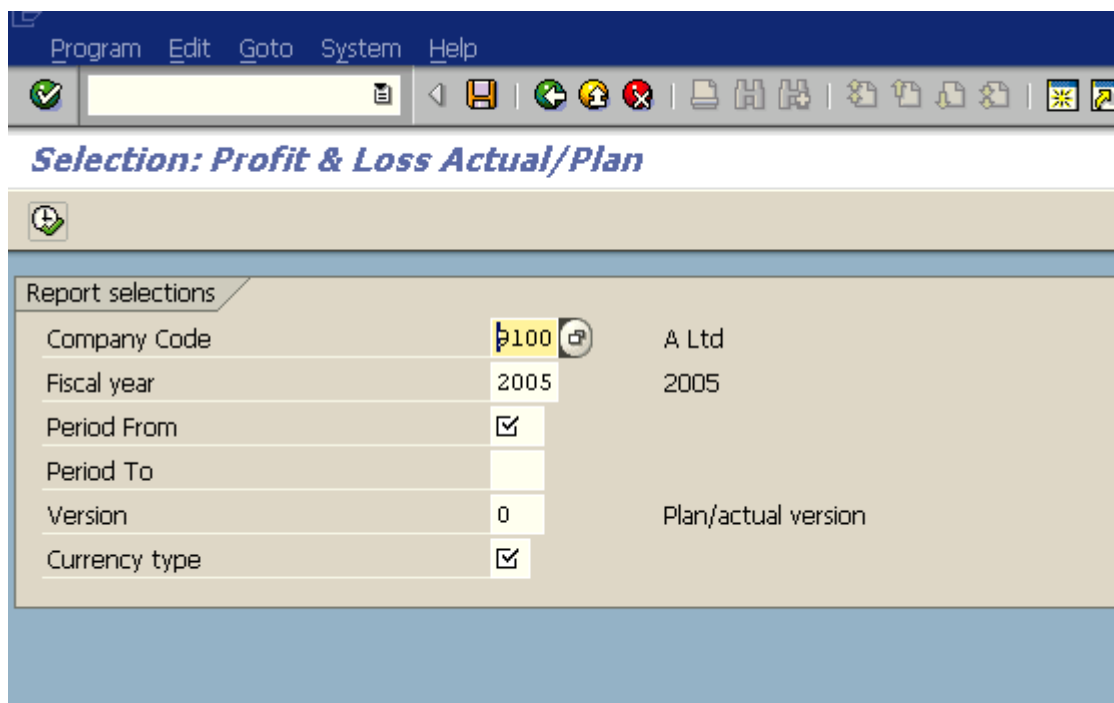 Program Edit Goto System Help
Selection: Profit & Loss Actual/Plan
Report selections
Company Code 9100 A Ltd
Fiscal year 2005 2005
Period From
Period To
Version 0 Plan/actual version
Currency type